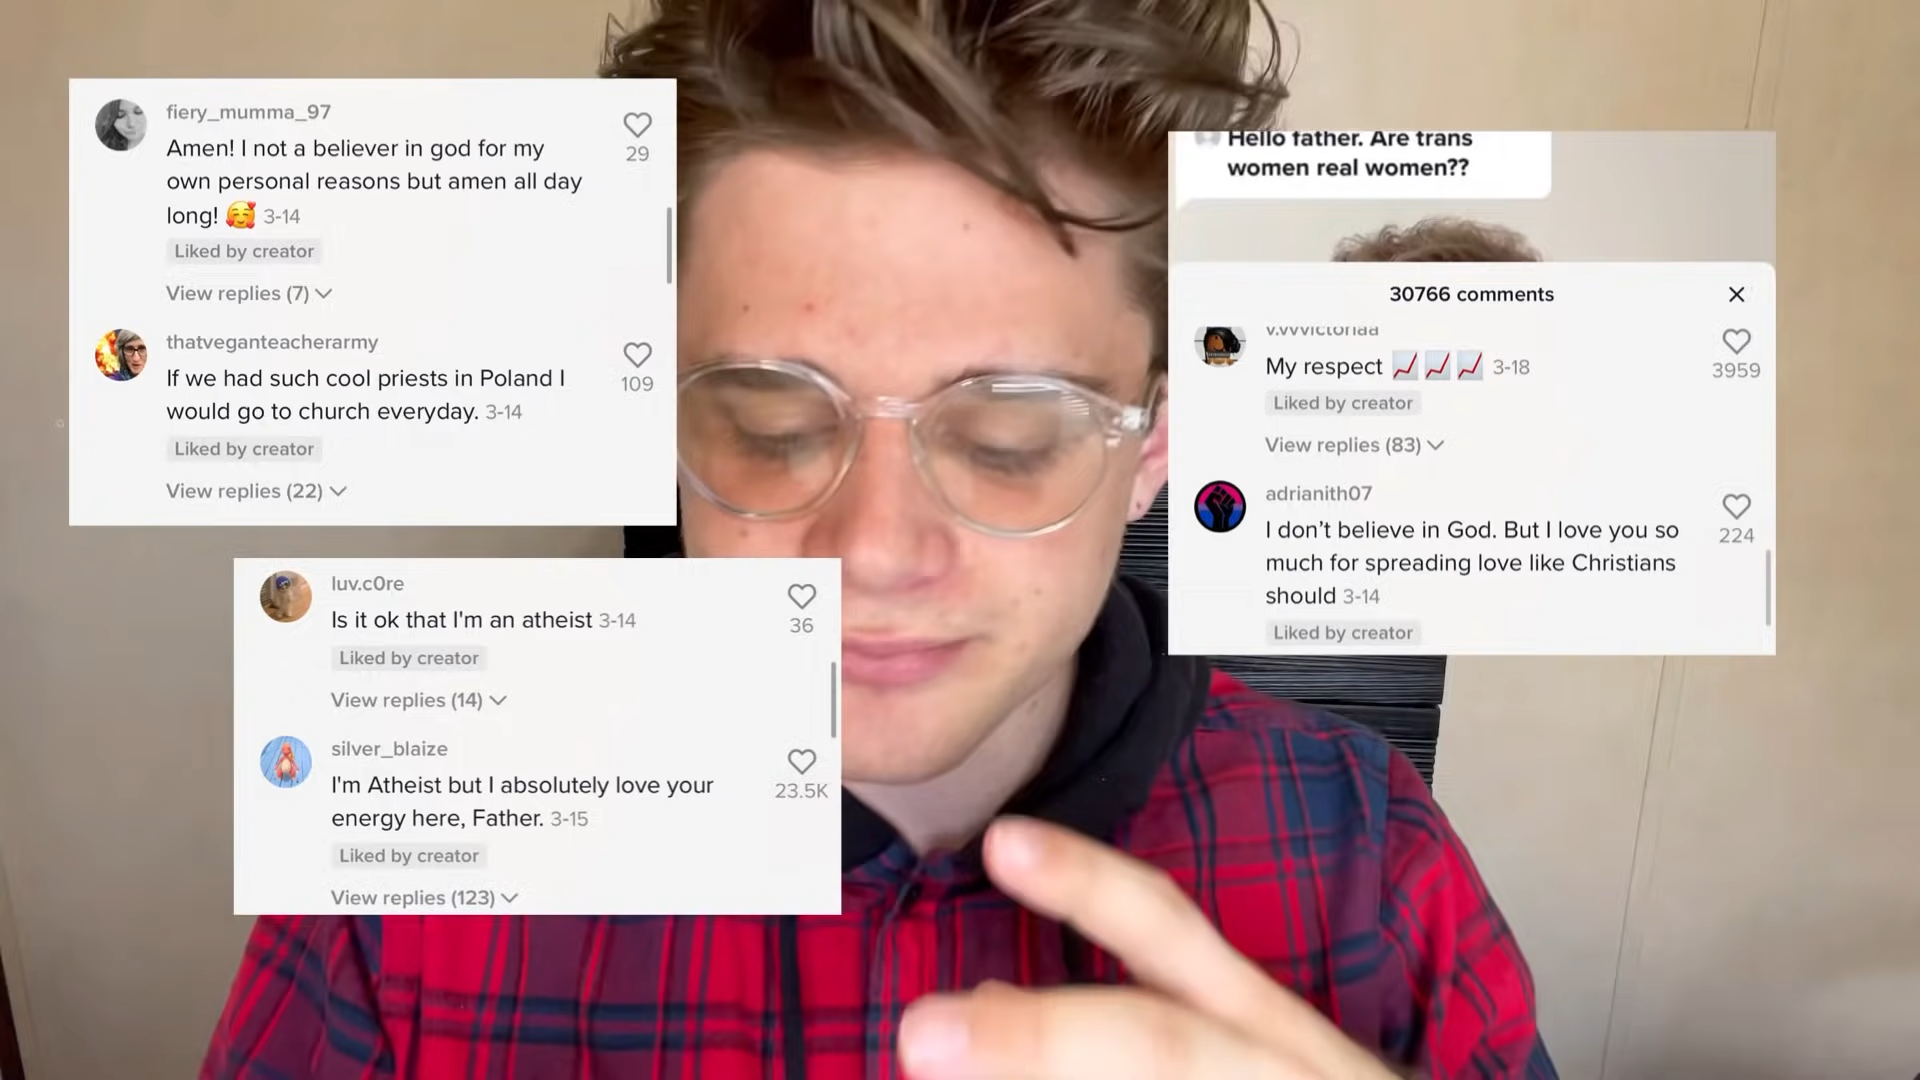 fiery_mumma_97
Amen! I not a believer in god for my
own personal reasons but amen all day
long! 🥰 3-14
29
Liked by creator
View replies (7)
thatveganteacherarmy
If we had such cool priests in Poland I
would go to church everyday. 3-14
109
Liked by creator
View replies (22)
luv.c0re
Is it ok that I'm an atheist 3-14
36
Liked by creator
View replies (14)
silver_blaize
I'm Atheist but I absolutely love your
energy here, Father. 3-15
23.5K
Liked by creator
View replies (123)
Hello father. Are trans
women real women??
30766 comments
v.vvvictoriaa
My respect 📈📈📈 3-18
3959
Liked by creator
View replies (83)
adrianith07
I don’t believe in God. But I love you so
much for spreading love like Christians
should 3-14
224
Liked by creator